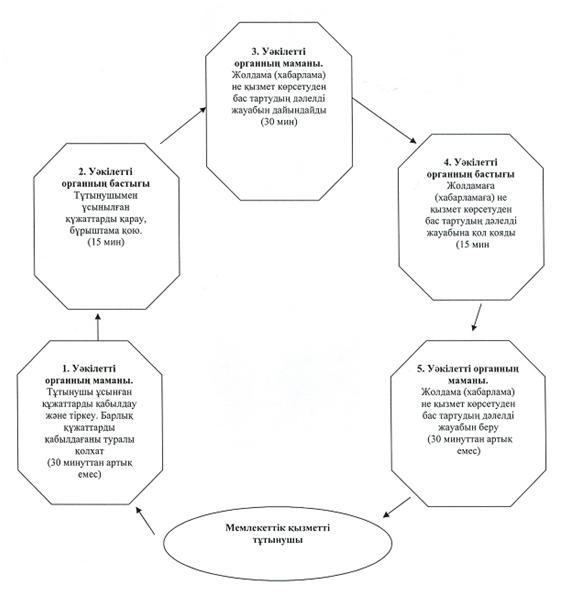 3. Уәкілетті
органның маманы.
Жолдама (хабарлама)
не қызмет көрсетуден
бас тартудың дәлелді
жауабын дайындайды
(30 мин)
2. Уәкілетті
органның бастығы
Тұтынушымен
ұсынылған
құжаттарды қарау,
бұрыштама қою.
(15 мин)
4. Уәкілетті
органның бастығы
Жолдамаға
(хабарламаға) не
қызмет көрсетуден
бас тартудың дәлелді
жауабына қол қояды
(15 мин
1. Уәкілетті
органның маманы.
Тұтынушы ұсынған
құжаттарды қабылдау
және тіркеу. Барлық
құжаттарды
қабылдағаны туралы
қолхат
(30 минуттан артық
емес)
5. Уәкілетті органның
маманы.
Жолдама (хабарлама)
не қызмет көрсетуден
бас тартудың дәлелді
жауабын беру
(30 минуттан артық
емес)
Мемлекеттік қызметті
тұтынушы